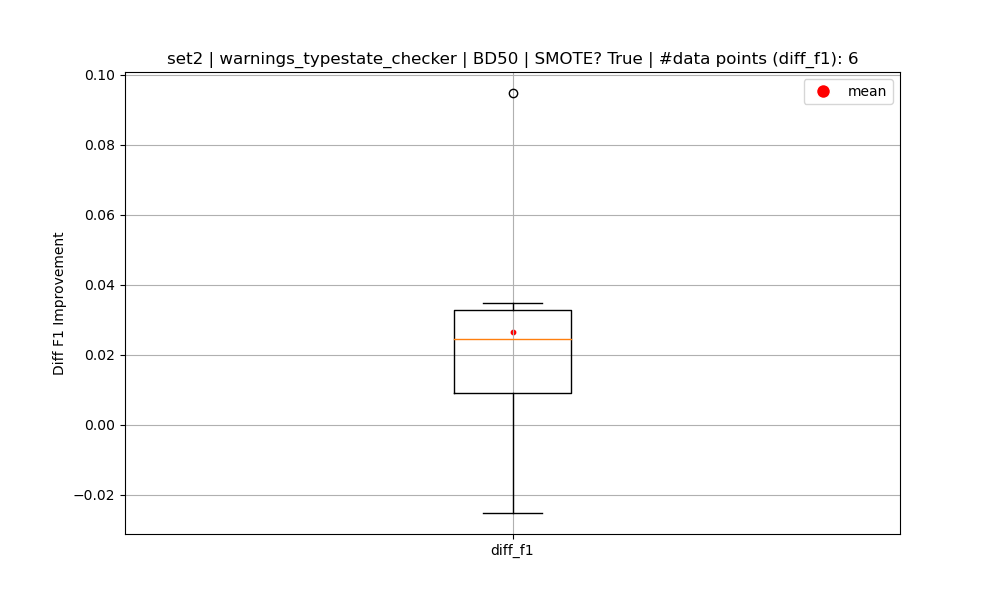 set2 | warnings_typestate_checker | BD50 | SMOTE? True | #data points (diff_f1): 6
mean
0.10
0.08
0.06
0.04
0.02
0.00
−0.02
Diff F1 Improvement
diff_f1